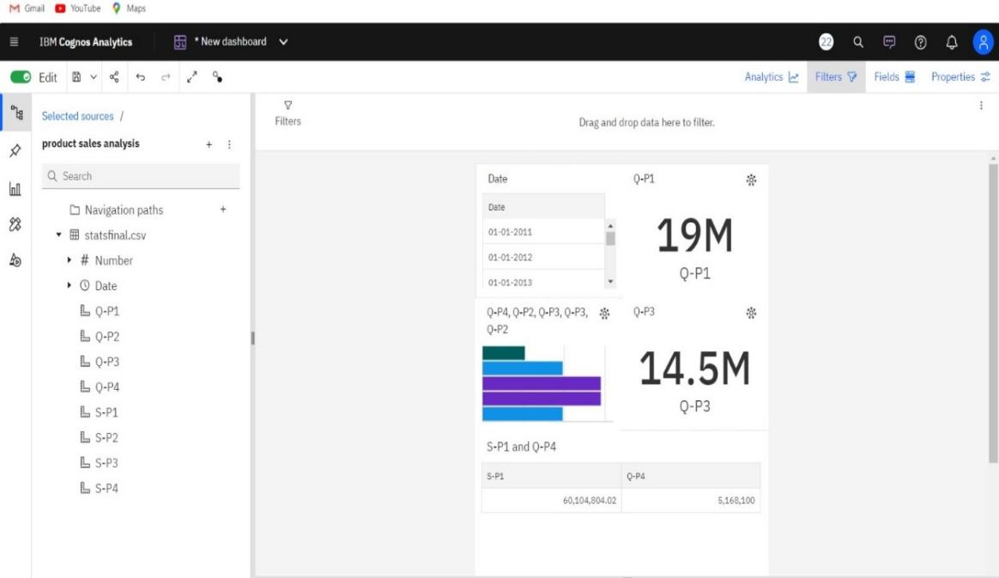 Gmail YouTube Maps
IBM Cognos Analytics * New dashboard 22
Edit Analytics Filters Fields Properties
Selected sources /
product sales analysis
Search
Navigation paths
statsfinal.csv
# Number
Date
Q-P1
Q-P2
Q-P3
Q-P4
S-P1
S-P2
S-P3
S-P4
Filters
Drag and drop data here to filter.
Date
Date
01-01-2011
01-01-2012
01-01-2013
Q-P1
19M
Q-P1
Q-P4, Q-P2, Q-P3, Q-P3,
Q-P2
Q-P3
14.5M
Q-P3
S-P1 and Q-P4
S-P1 Q-P4
60,104,804.02 5,168,100